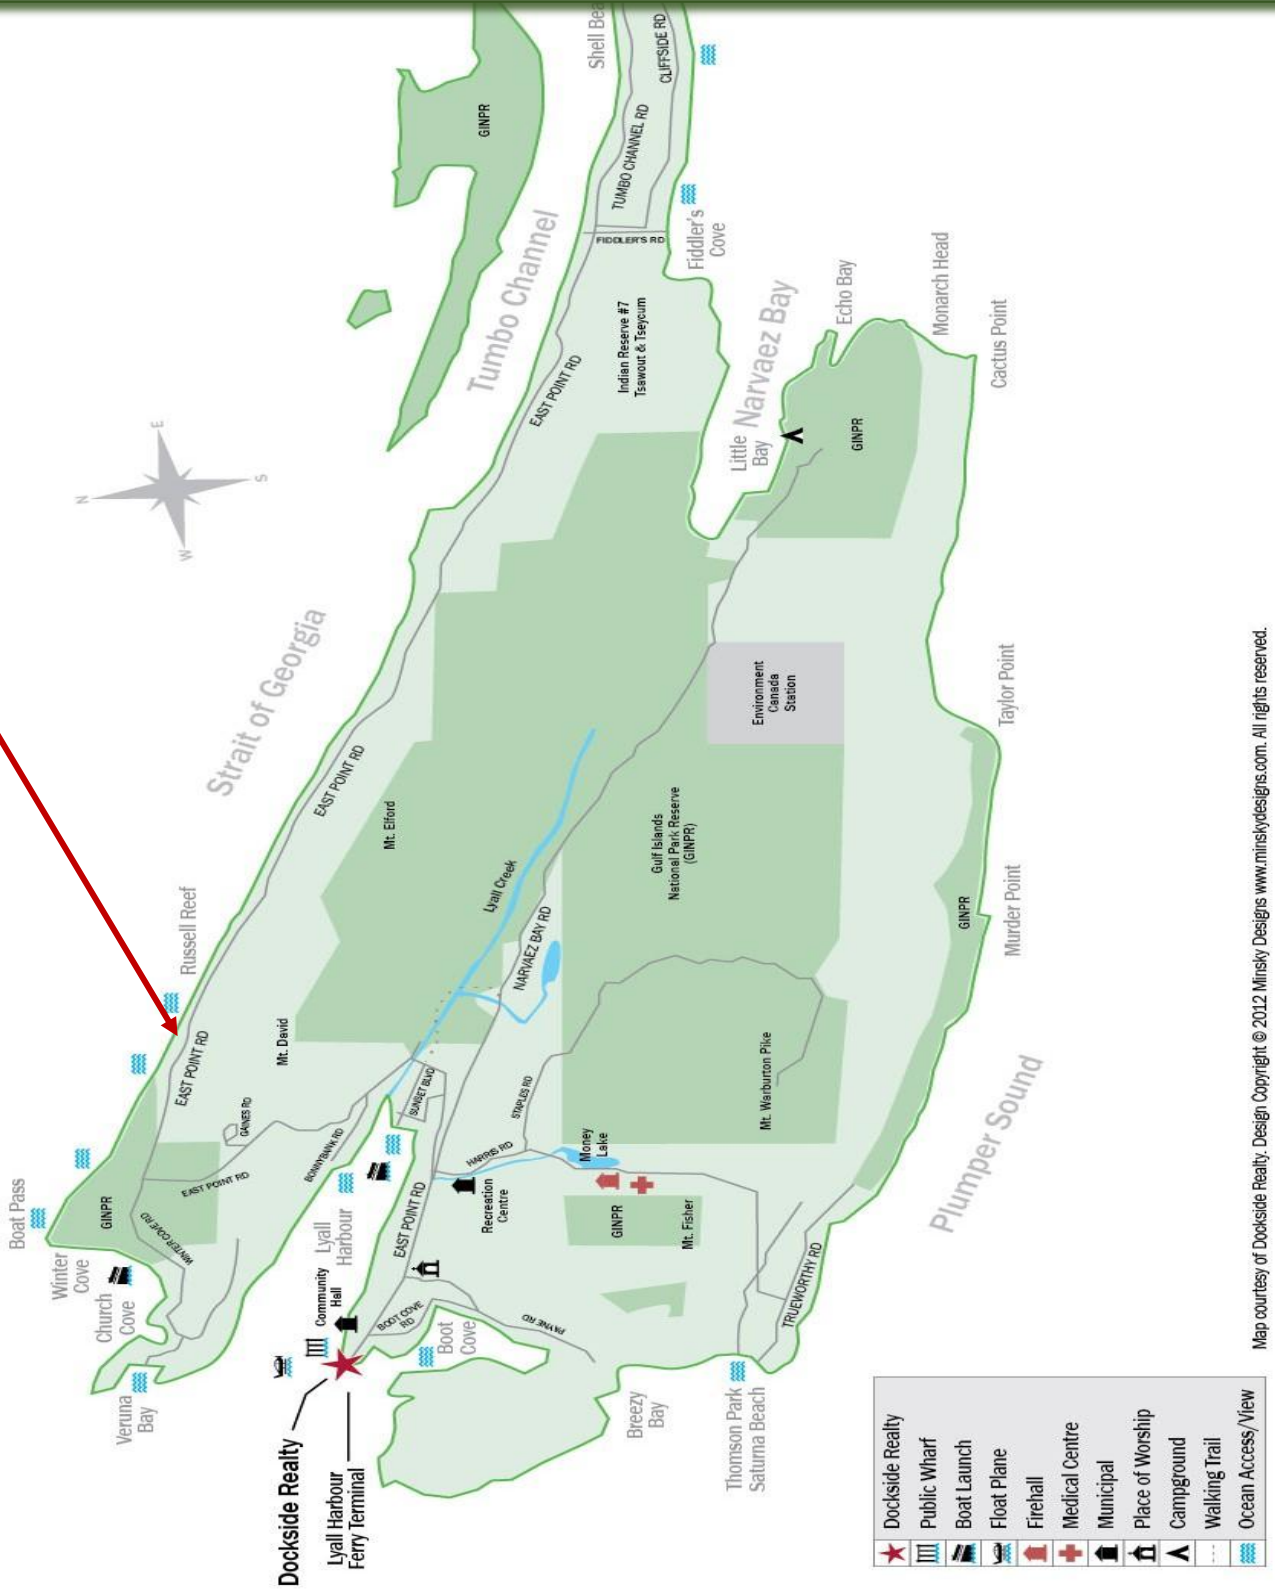 Shell Bea
CLIFFSIDE RD
TUMBO CHANNEL RD
GINPR
FIDDLER'S RD
Fiddler's
Cove
Tumbo Channel
Indian Reserve #7
Tsawout & Tseycum
EAST POINT RD
Little
Bay
Narvaez Bay
Echo Bay
Monarch Head
Cactus Point
GINPR
N
E
S
W
Strait of Georgia
EAST POINT RD
Mt. Elford
Environment
Canada
Station
Taylor Point
Lyall Creek
Gulf Islands
National Park Reserve
(GINPR)
NARVAEZ BAY RD
GINPR
Murder Point
Russell Reef
EAST POINT RD
Mt. David
Mt. Warburton Pike
Plumper Sound
SUNSET BLVD
STAPLES RD
GAINES RD
BONNYBANK RD
HARRIS RD
Money
Lake
Boat Pass
GINPR
EAST POINT RD
WINTER COVE RD
Winter
Cove
Church
Cove
Lyall
Harbour
EAST POINT RD
Recreation
Centre
GINPR
Mt. Fisher
TRUEWORTHY RD
Community
Hall
BOOT COVE
RD
PAYNE RD
Boot
Cove
Veruna
Bay
Breezy
Bay
Thomson Park
Saturna Beach
Dockside Realty
Lyall Harbour
Ferry Terminal
Dockside Realty
Public Wharf
Boat Launch
Float Plane
Firehall
Medical Centre
Municipal
Place of Worship
Campground
Walking Trail
Ocean Access/View
Map courtesy of Dockside Realty. Design Copyright © 2012 Minsky Designs www.minskydesigns.com. All rights reserved.